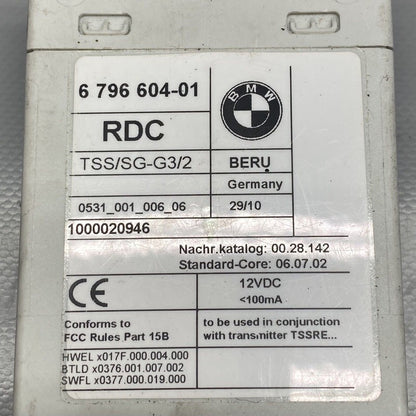 6 796 604-01
BMW
RDC
TSS/SG-G3/2
BERU
Germany
0531_001_006_06
29/10
1000020946
Nachr.katalog: 00.28.142
Standard-Core: 06.07.02
CE
12VDC
<100mA
Conforms to
FCC Rules Part 15B
to be used in conjunction
with transmitter TSSRE...
HWEL x017F.000.004.000
BTLD x0376.001.007.002
SWFL x0377.000.019.000